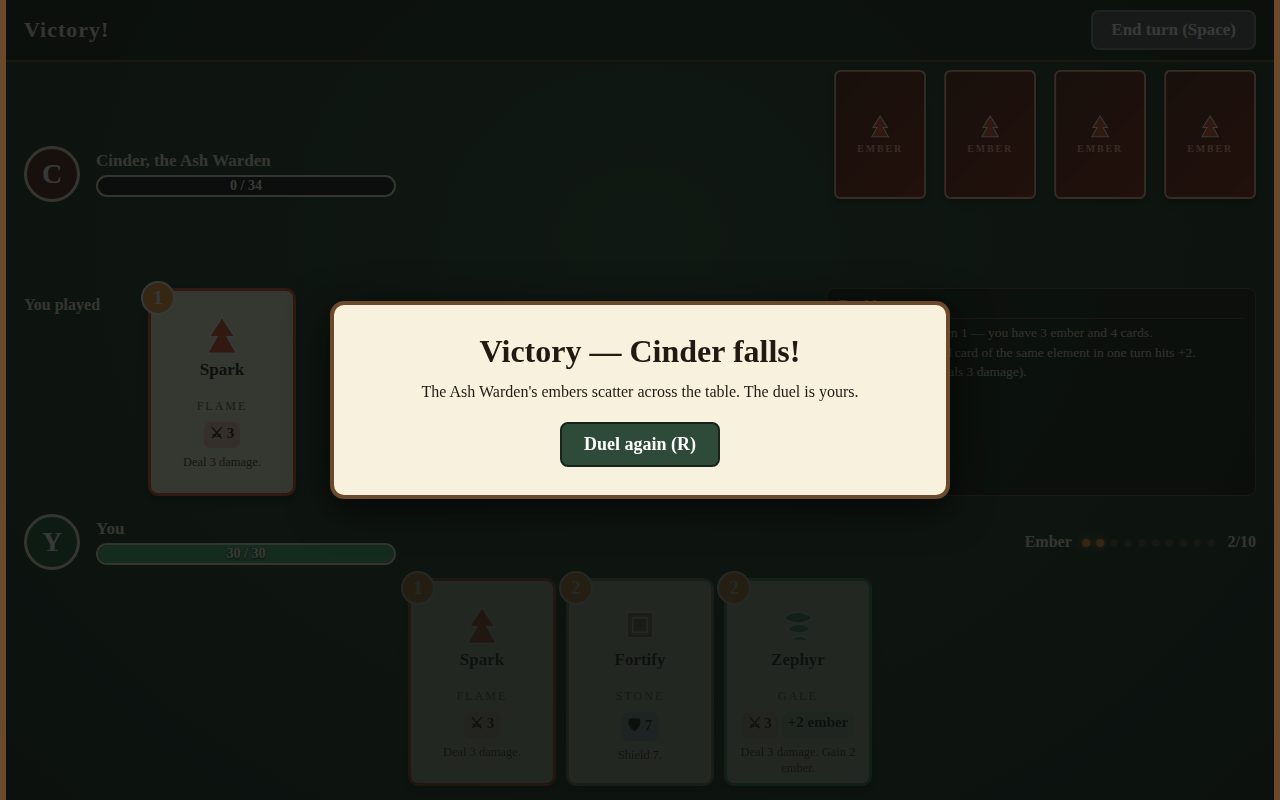 Victory!
End turn (Space)
EMBER
EMBER
EMBER
EMBER
C
Cinder, the Ash Warden
0 / 34
You played
1
Spark
FLAME
⚔ 3
Deal 3 damage.
Victory — Cinder falls!
The Ash Warden's embers scatter across the table. The duel is yours.
Duel again (R)
1 — you have 3 ember and 4 cards.
card of the same element in one turn hits +2.
3 damage).
Y
You
30 / 30
Ember
2/10
1
Spark
FLAME
⚔ 3
Deal 3 damage.
2
Fortify
STONE
7
Shield 7.
2
Zephyr
GALE
⚔ 3
+2 ember
Deal 3 damage. Gain 2
ember.